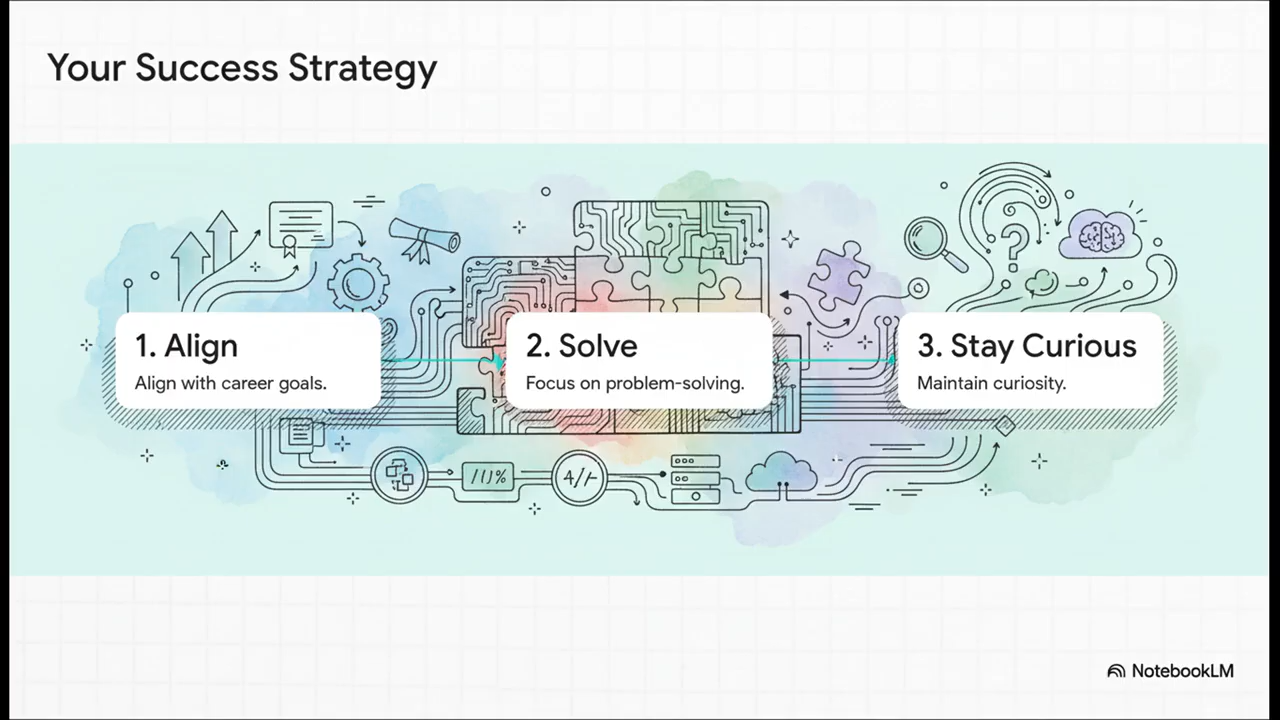 Your Success Strategy
1. Align
Align with career goals.
2. Solve
Focus on problem-solving.
3. Stay Curious
Maintain curiosity.
NotebookLM